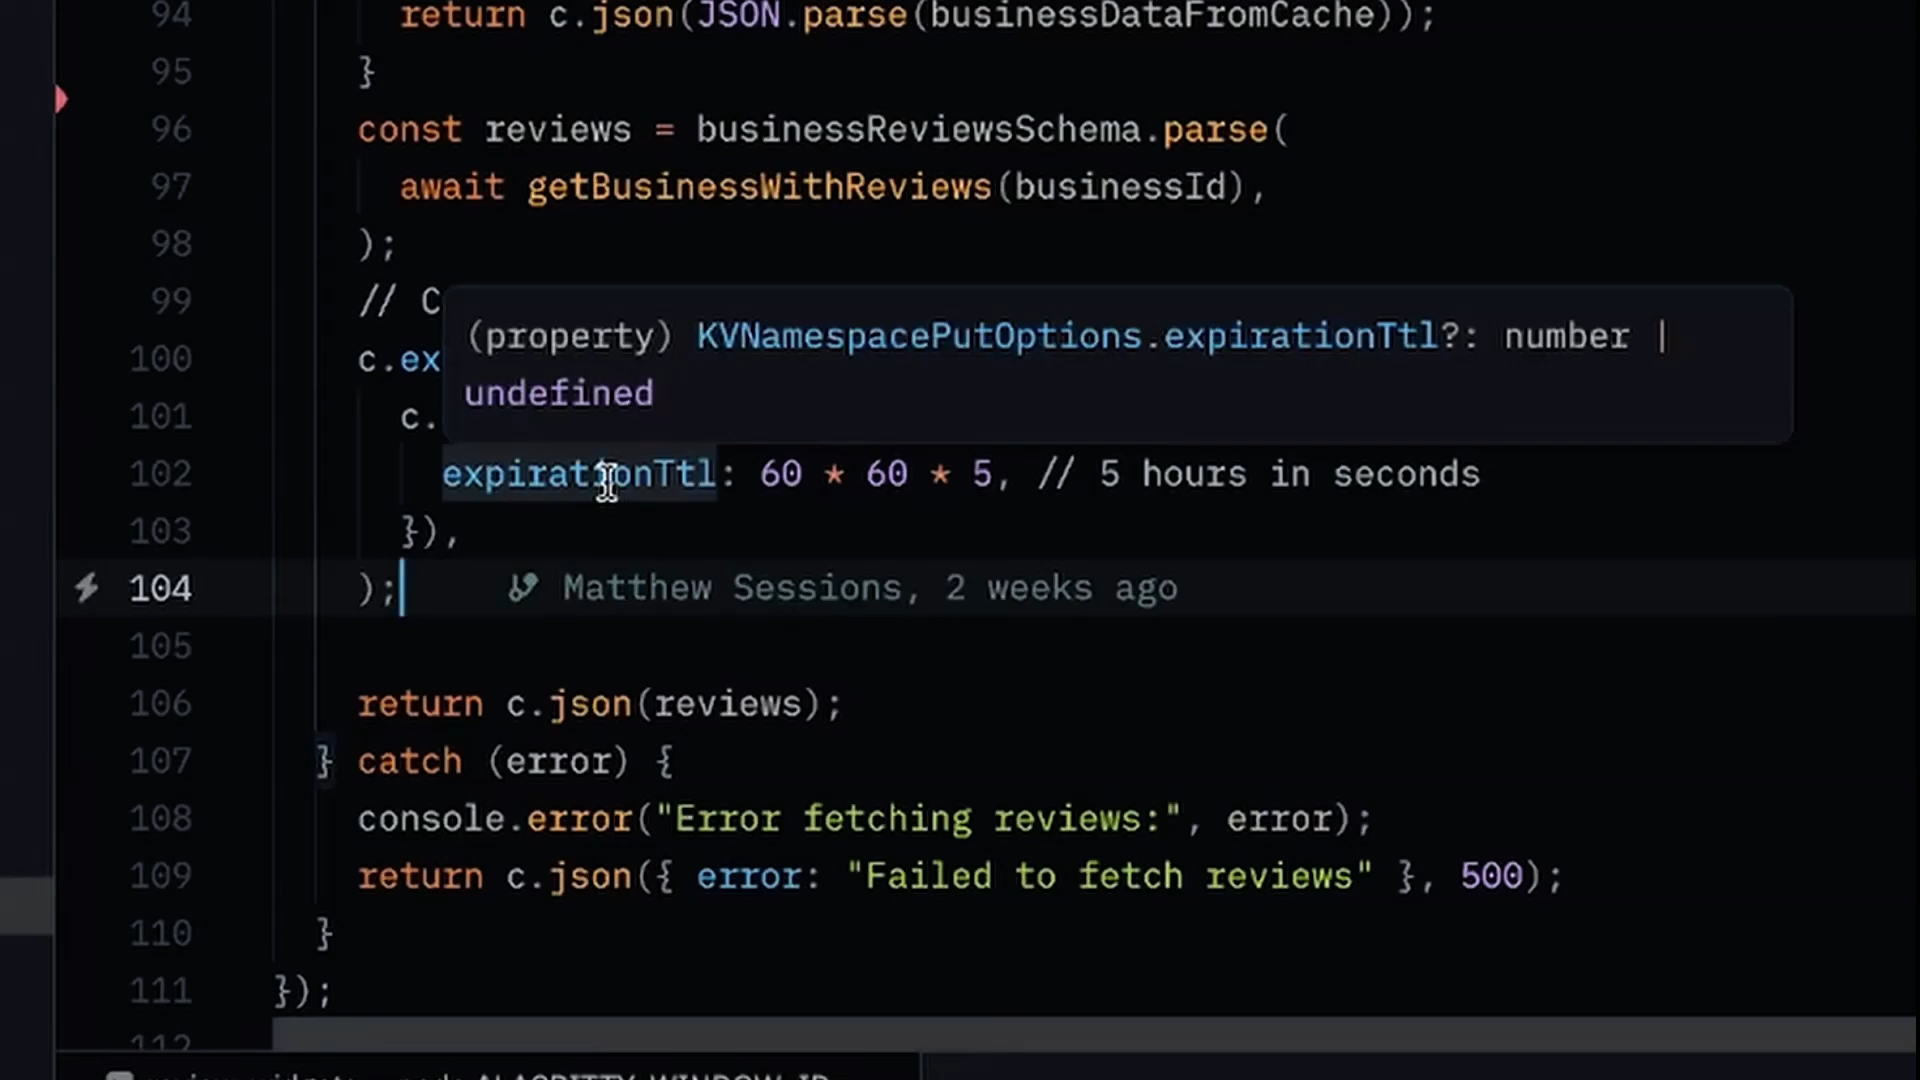 94 return c.json(JSON.parse(businessDataFromCache));
95 }
96 const reviews = businessReviewsSchema.parse(
97 await getBusinessWithReviews(businessId),
98 );
99 // C
(property) KVNamespacePutOptions.expirationTtl?: number |
100 c.ex
undefined
101 c.
102 expirationTtl: 60 * 60 * 5, // 5 hours in seconds
103 }),
104 ); Matthew Sessions, 2 weeks ago
105
106 return c.json(reviews);
107 } catch (error) {
108 console.error("Error fetching reviews:", error);
109 return c.json({ error: "Failed to fetch reviews" }, 500);
110 }
111 });
112